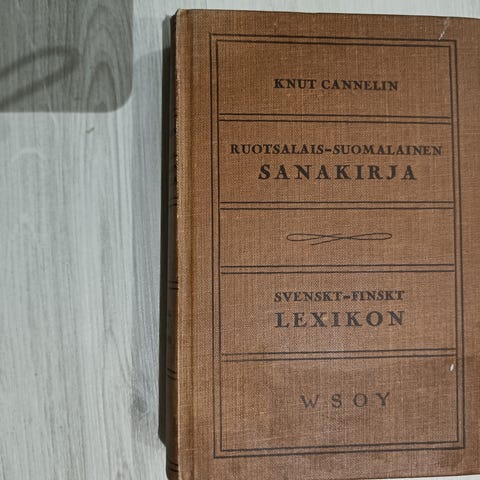 KNUT CANNELIN
RUOTSALAIS-SUOMALAINEN
SANAKIRJA
SVENSKT-FINSKT
LEXIKON
WSOY